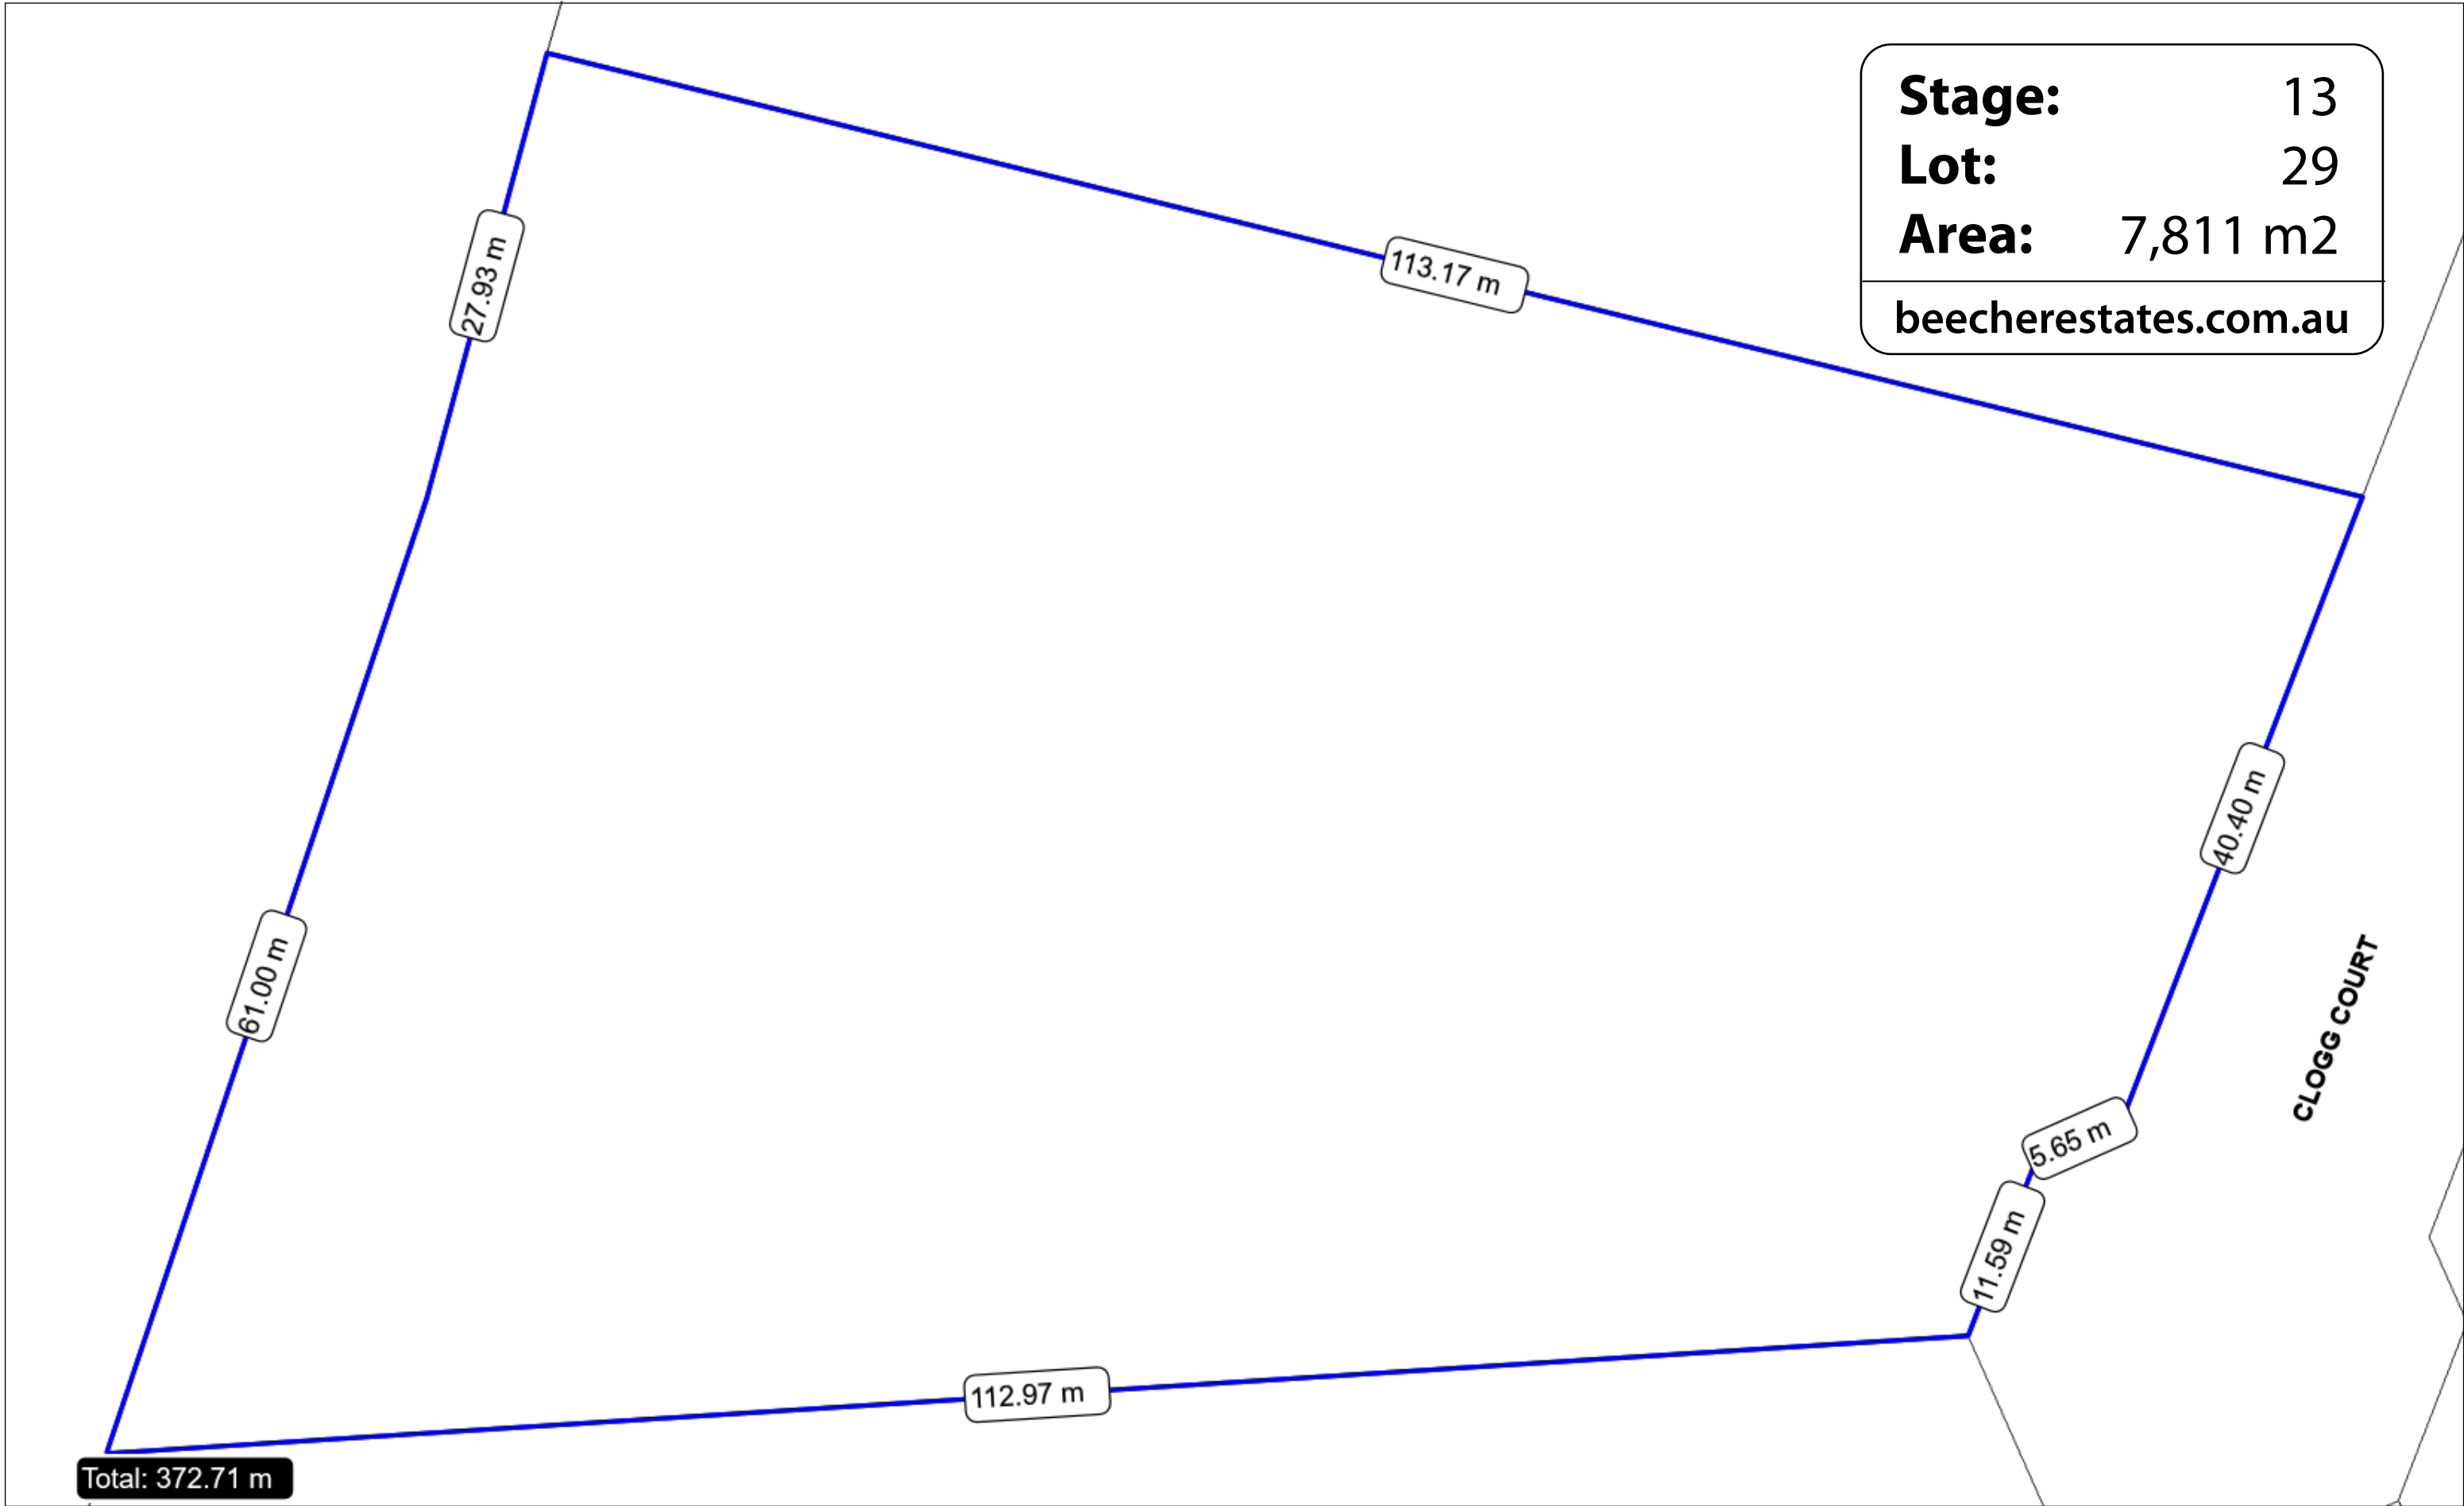 Stage: 13
Lot: 29
Area: 7,811 m2
beecherestates.com.au
27.93 m
113.17 m
40.40 m
61.00 m
CLOGG COURT
5.65 m
11.59 m
112.97 m
Total: 372.71 m